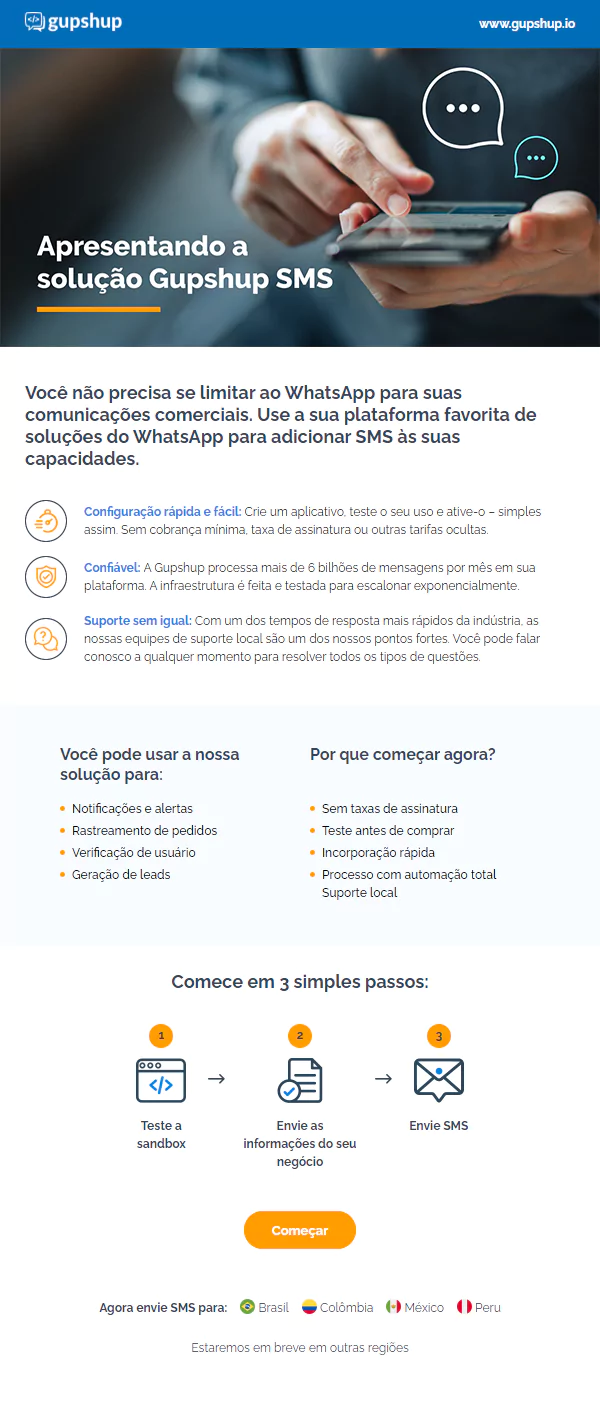 gupshup
www.gupshup.io
Apresentando a
solução Gupshup SMS
Você não precisa se limitar ao WhatsApp para suas
comunicações comerciais. Use a sua plataforma favorita de
soluções do WhatsApp para adicionar SMS às suas
capacidades.
Configuração rápida e fácil: Crie um aplicativo, teste o seu uso e ative-o – simples
assim. Sem cobrança mínima, taxa de assinatura ou outras tarifas ocultas.
Confiável: A Gupshup processa mais de 6 bilhões de mensagens por mês em sua
plataforma. A infraestrutura é feita e testada para escalonar exponencialmente.
Suporte sem igual: Com um dos tempos de resposta mais rápidos da indústria, as
nossas equipes de suporte local são um dos nossos pontos fortes. Você pode falar
conosco a qualquer momento para resolver todos os tipos de questões.
Você pode usar a nossa
solução para:
Notificações e alertas
Rastreamento de pedidos
Verificação de usuário
Geração de leads
Por que começar agora?
Sem taxas de assinatura
Teste antes de comprar
Incorporação rápida
Processo com automação total
Suporte local
Comece em 3 simples passos:
1
Teste a
sandbox
2
Envie as
informações do seu
negócio
3
Envie SMS
Começar
Agora envie SMS para: Brasil Colômbia México Peru
Estaremos em breve em outras regiões